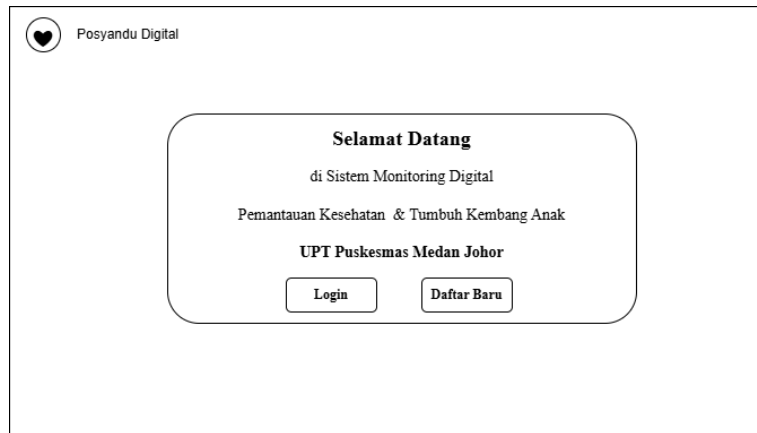 Posyandu Digital
Selamat Datang
di Sistem Monitoring Digital
Pemantauan Kesehatan & Tumbuh Kembang Anak
UPT Puskesmas Medan Johor
Login
Daftar Baru